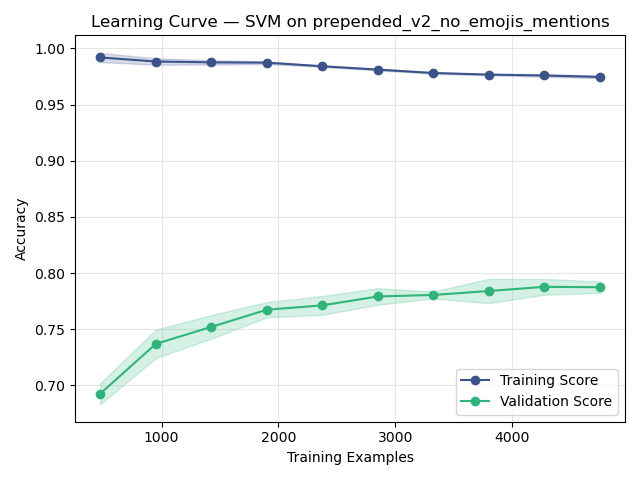 Learning Curve — SVM on prepended_v2_no_emojis_mentions
1.00
0.95
0.90
0.85
0.80
0.75
0.70
Accuracy
1000
2000
3000
4000
Training Examples
Training Score
Validation Score